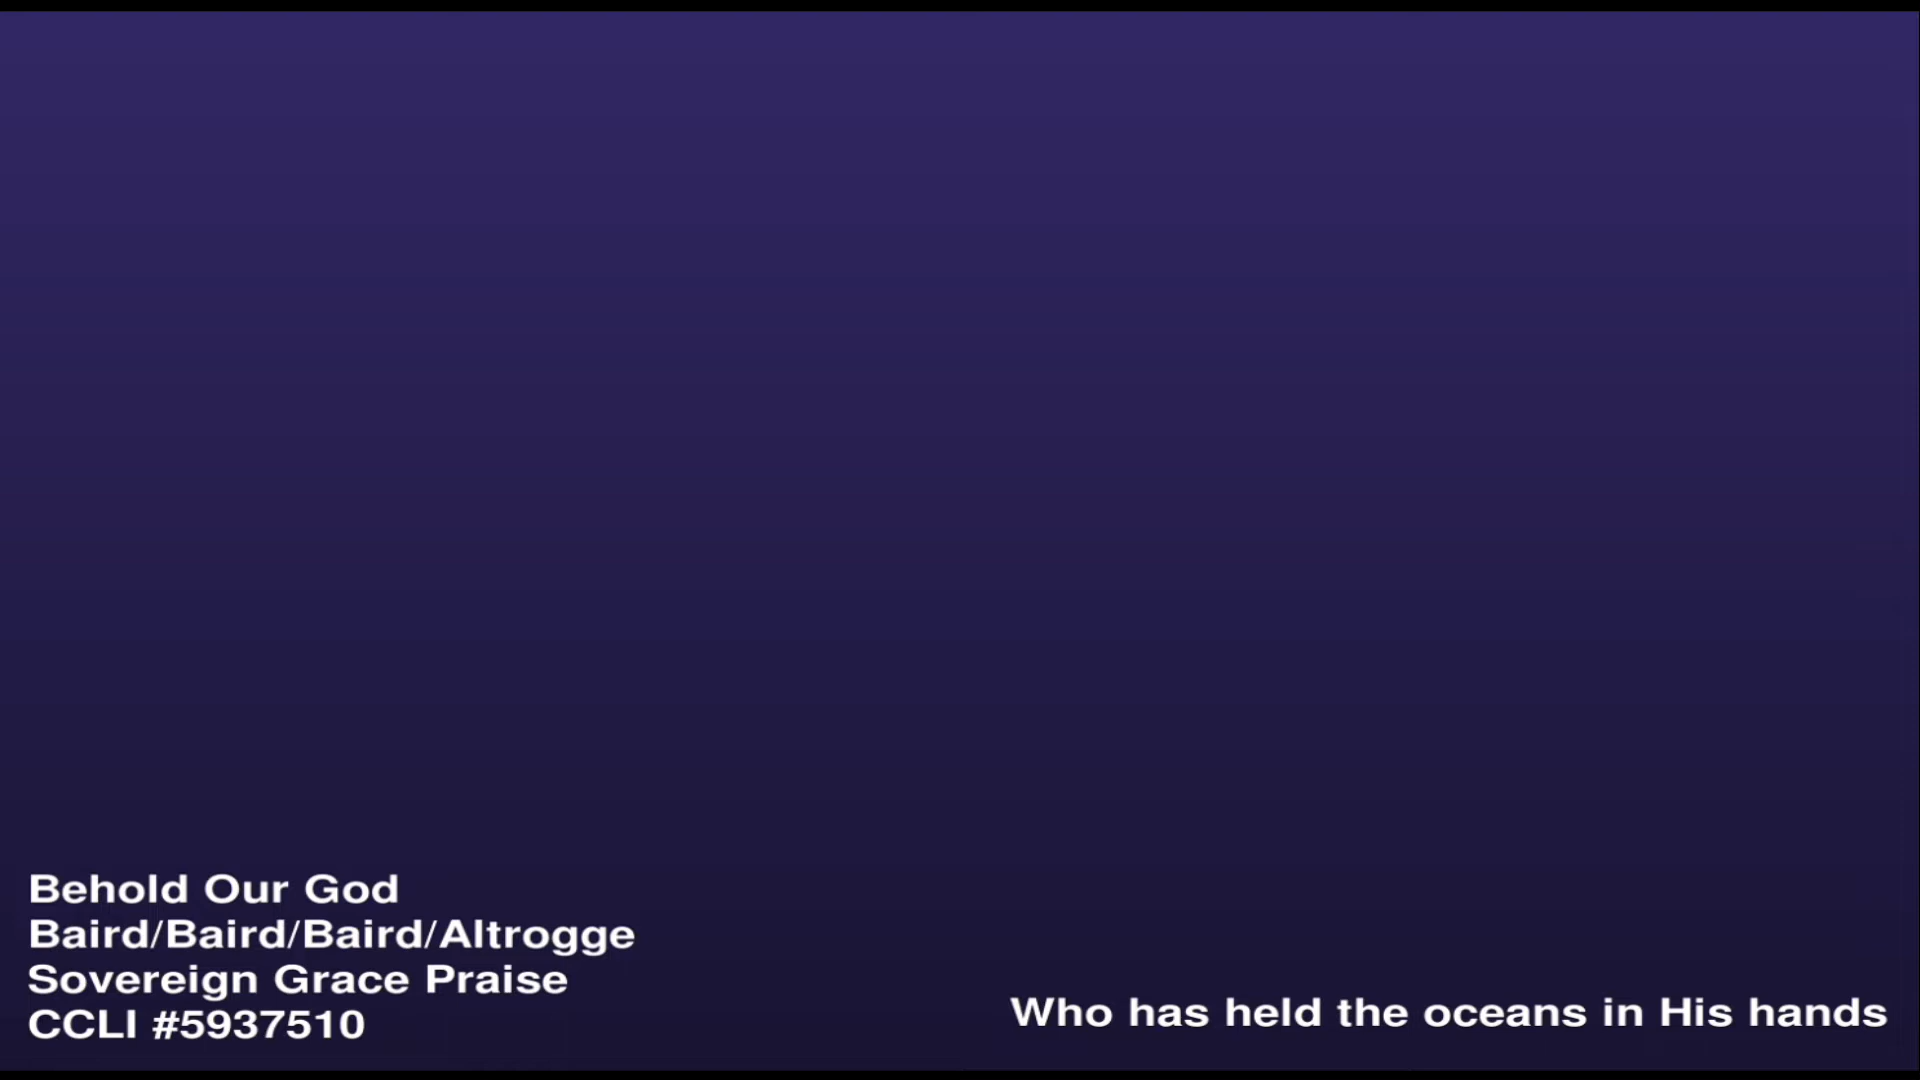 Behold Our God
Baird/Baird/Baird/Altrogge
Sovereign Grace Praise
CCLI #5937510
Who has held the oceans in His hands